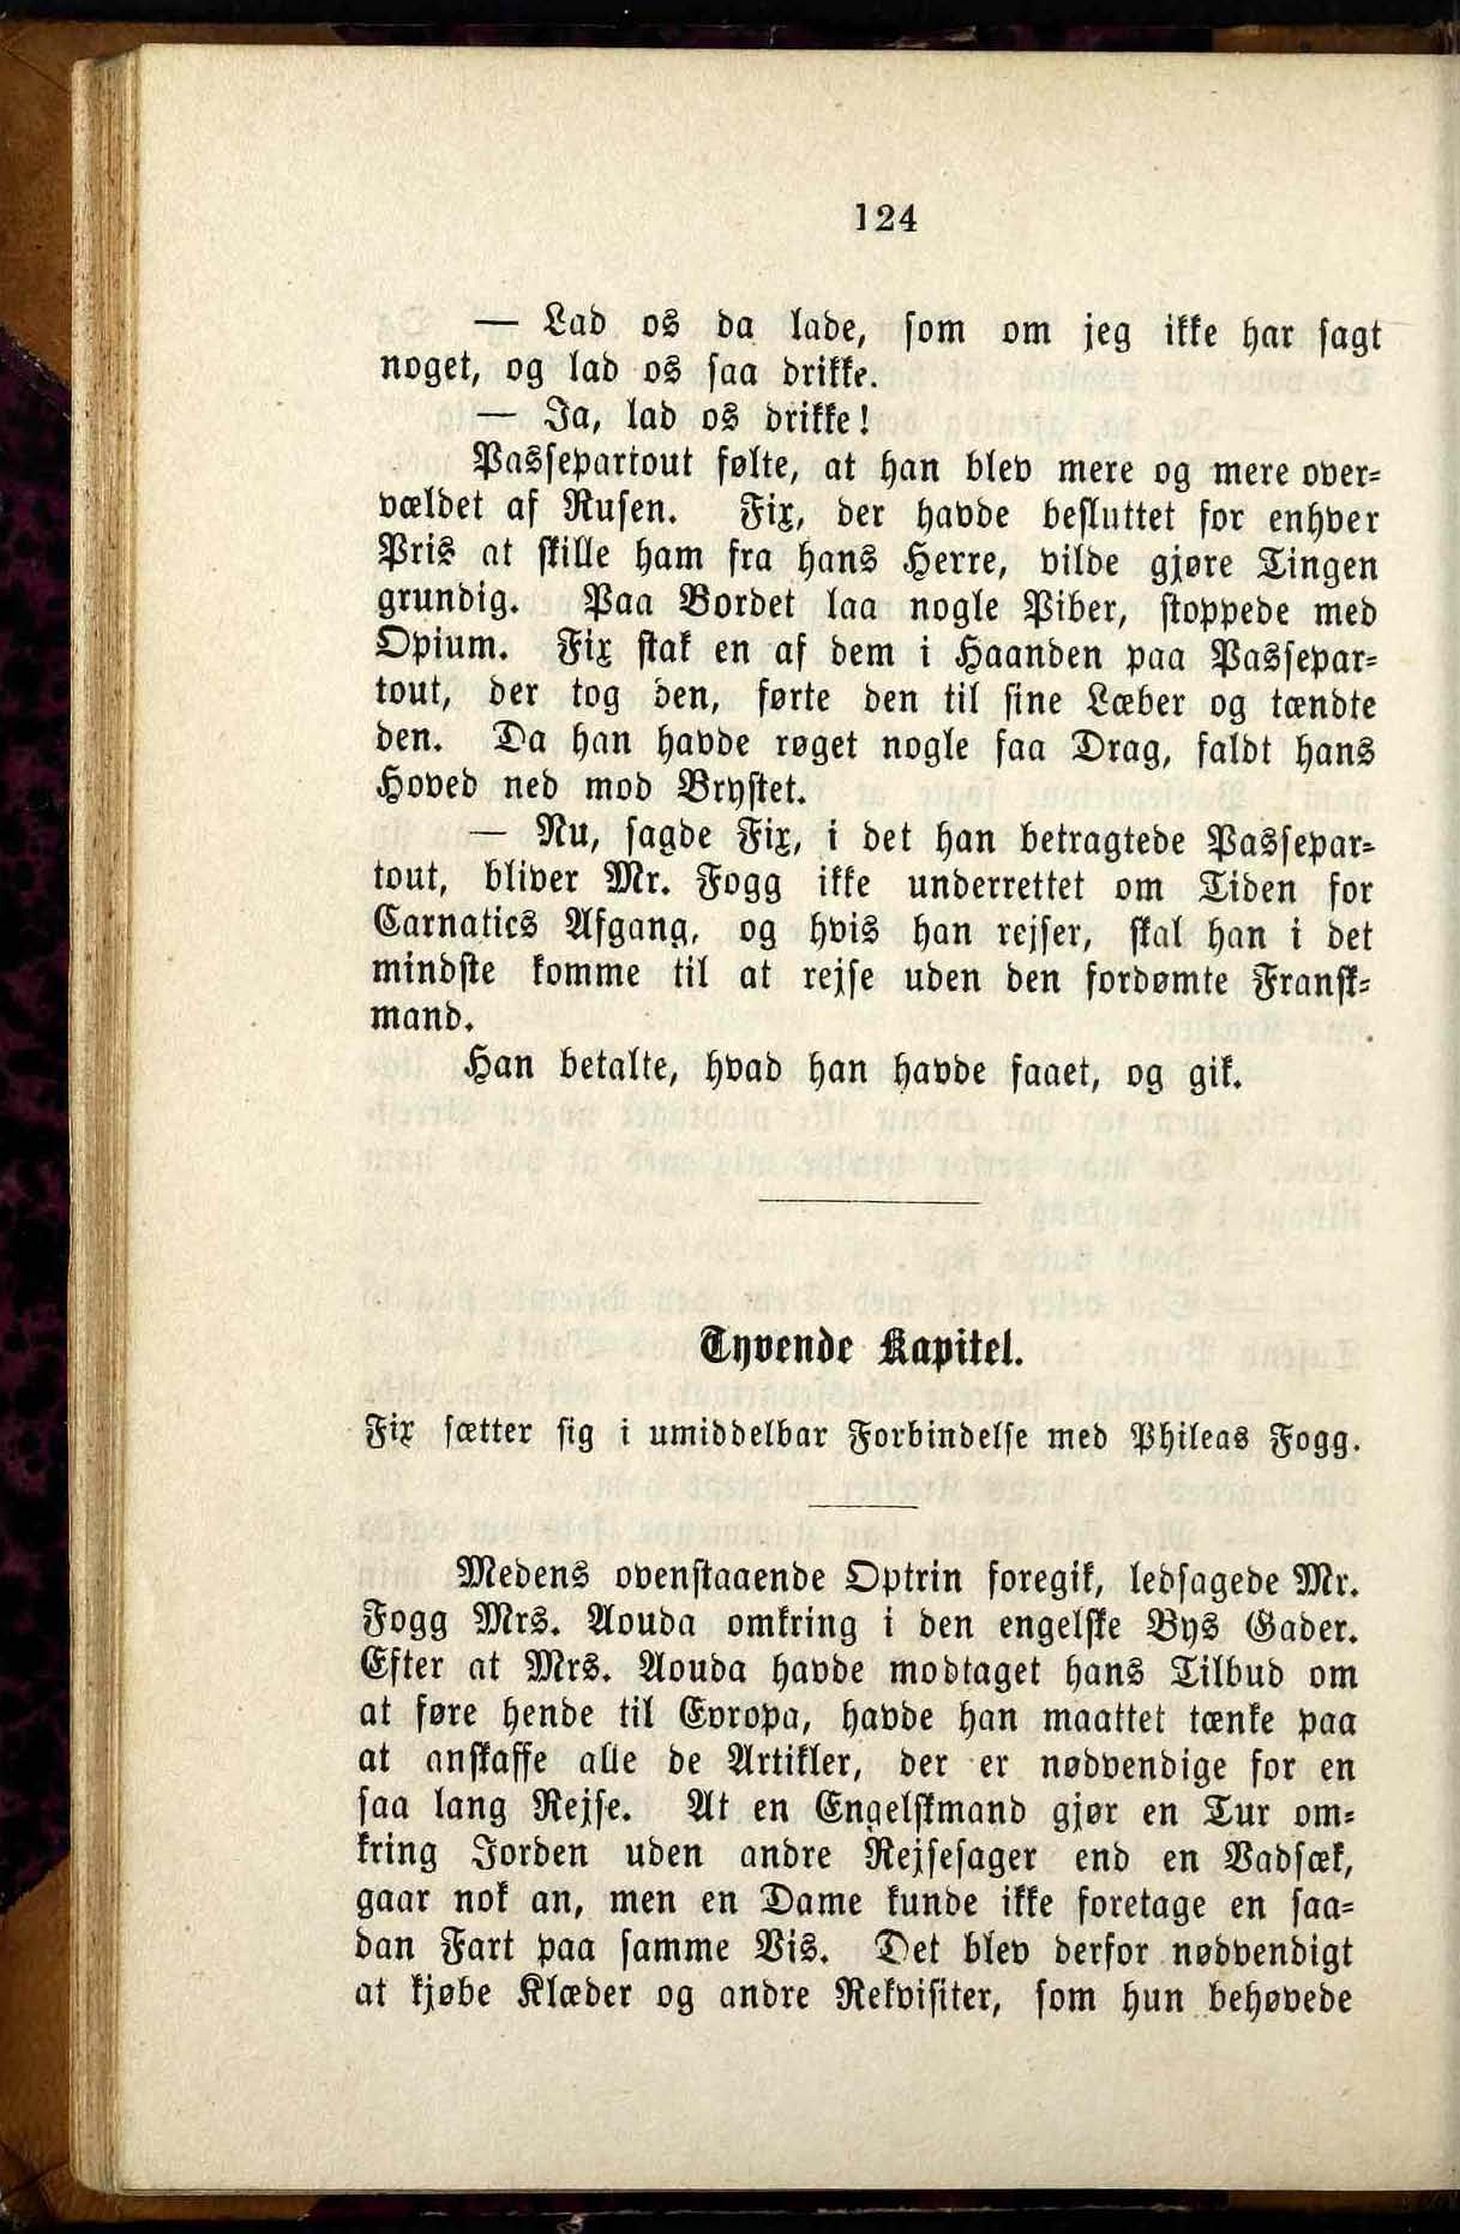 124
— Lad os da lade, som om jeg ikke har sagt
noget, og lad os saa drikke.
— Ja, lad os drikke!
Passepartout følte, at han blev mere og mere over-
vældet af Rusen. Fix, der havde besluttet for enhver
Pris at skille ham fra hans Herre, vilde gjøre Tingen
grundig. Paa Bordet laa nogle Piber, stoppede med
Opium. Fix stak en af dem i Haanden paa Passepar-
tout, der tog den, førte den til sine Læber og tændte
den. Da han havde røget nogle faa Drag, faldt hans
Hoved ned mod Brystet.
— Nu, sagde Fix, i det han betragtede Passepar-
tout, bliver Mr. Fogg ikke underrettet om Tiden for
Carnatics Afgang, og hvis han rejser, skal han i det
mindste komme til at rejse uden den fordømte Fransk-
mand.
Han betalte, hvad han havde faaet, og gik.
Tyvende Kapitel.
Fix sætter sig i umiddelbar Forbindelse med Phileas Fogg.
Medens ovenstaaende Optrin foregik, ledsagede Mr.
Fogg Mrs. Aouda omkring i den engelske Bys Gader.
Efter at Mrs. Aouda havde modtaget hans Tilbud om
at føre hende til Evropa, havde han maattet tænke paa
at anskaffe alle de Artikler, der er nødvendige for en
saa lang Rejse. At en Engelskmand gjør en Tur om-
kring Jorden uden andre Rejsesager end en Vadsæk,
gaar nok an, men en Dame kunde ikke foretage en saa-
dan Fart paa samme Vis. Det blev derfor nødvendigt
at kjøbe Klæder og andre Rekvisiter, som hun behøvede